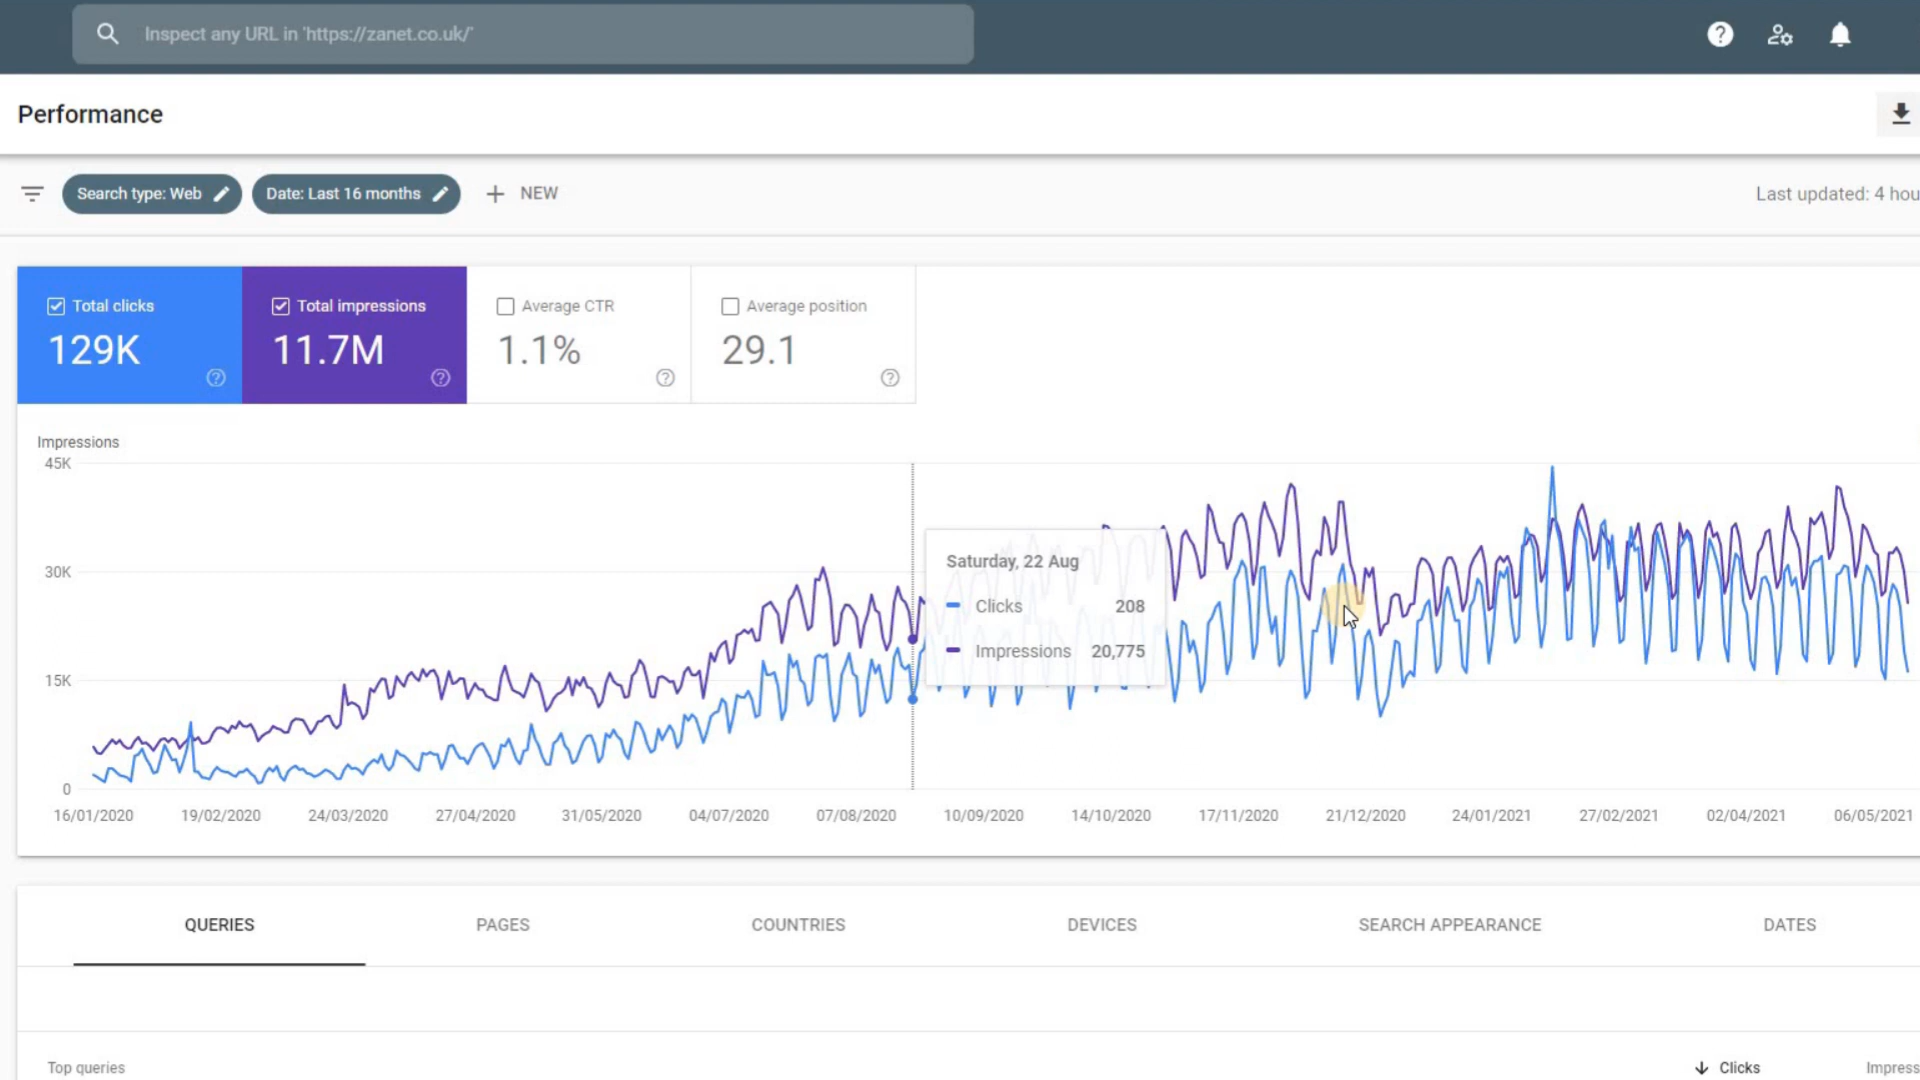 Inspect any URL in 'https://zanet.co.uk/'
Performance
Search type: Web
Date: Last 16 months
+ NEW
Last updated: 4 hou
Total clicks
129K
Total impressions
11.7M
Average CTR
1.1%
Average position
29.1
Impressions
45K
30K
15K
0
Saturday, 22 Aug
Clicks 208
Impressions 20,775
16/01/2020 19/02/2020 24/03/2020 27/04/2020 31/05/2020 04/07/2020 07/08/2020 10/09/2020 14/10/2020 17/11/2020 21/12/2020 24/01/2021 27/02/2021 02/04/2021 06/05/2021
QUERIES PAGES COUNTRIES DEVICES SEARCH APPEARANCE DATES
Top queries Clicks Impress